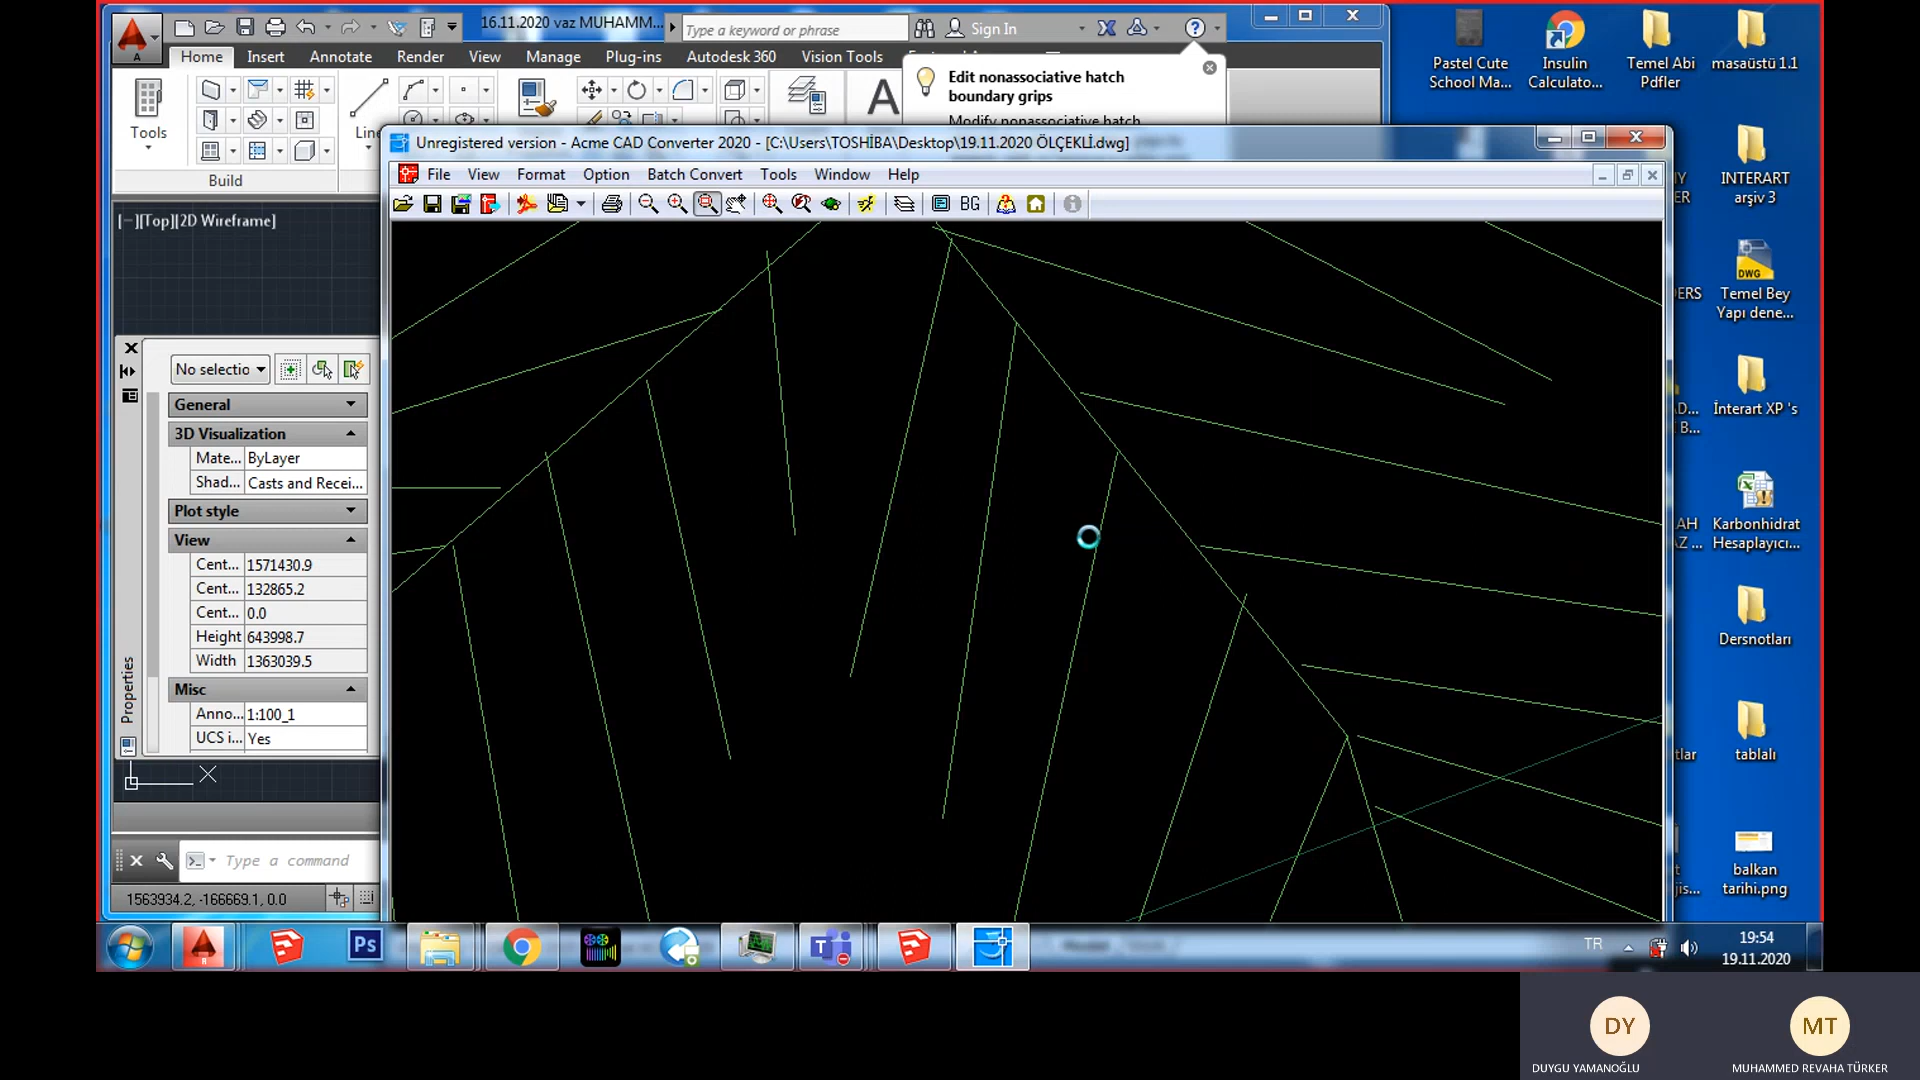 16.11.2020 vaz MUHAMM...
Type a keyword or phrase
Sign In
Home Insert Annotate Render View Manage Plug-ins Autodesk 360 Vision Tools
Tools
Build
Edit nonassociative hatch
boundary grips
Modify nonassociative hatch
Unregistered version - Acme CAD Converter 2020 - [C:\Users\TOSHİBA\Desktop\19.11.2020 ÖLÇEKLİ.dwg]
File View Format Option Batch Convert Tools Window Help
BG
[−][Top][2D Wireframe]
No selectio
General
3D Visualization
Mate... ByLayer
Shad... Casts and Recei...
Plot style
View
Cent... 1571430.9
Cent... 132865.2
Cent... 0.0
Height 643998.7
Width 1363039.5
Misc
Anno... 1:100_1
UCS i... Yes
Properties
Type a command
1563934.2, -166669.1, 0.0
Pastel Cute
School Ma...
Insulin
Calculato...
Temel Abi
Pdfler
masaüstü 1.1
INTERART
arşiv 3
DWG
Temel Bey
Yapı dene...
İnterart XP 's
Karbonhidrat
Hesaplayıcı...
Dersnotları
tablalı
balkan
tarihi.png
Ps
TR
19:54
19.11.2020
DY
MT
DUYGU YAMANOĞLU
MUHAMMED REVAHA TÜRKER